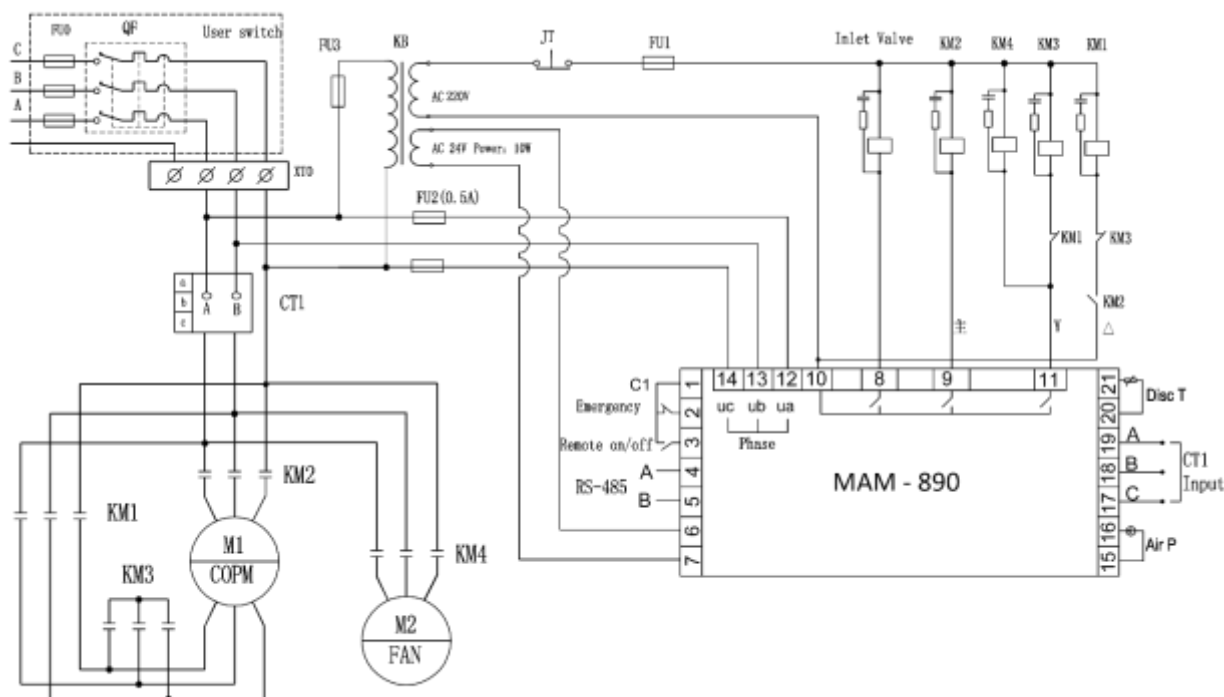 FU0 QF User switch
C
B
A
XT0
FU3 KB JT FU1
AC 220V
AC 24V Power: 10W
FU2(0.5A)
Inlet Valve KM2 KM4 KM3 KM1
KM1 KM3
KM2
主 Y △
a
b
c
A B
CT1
KM2
KM1
M1
COPM
KM3
KM4
M2
FAN
1 14 13 12 10 8 9 11 21
C1
Emergency
2 uc ub ua 20 Disc T
Remote on/off 3 Phase 19 A
RS-485 A 4 MAM - 890 18 B CT1
B 5 17 C Input
6 16
7 15 Air P